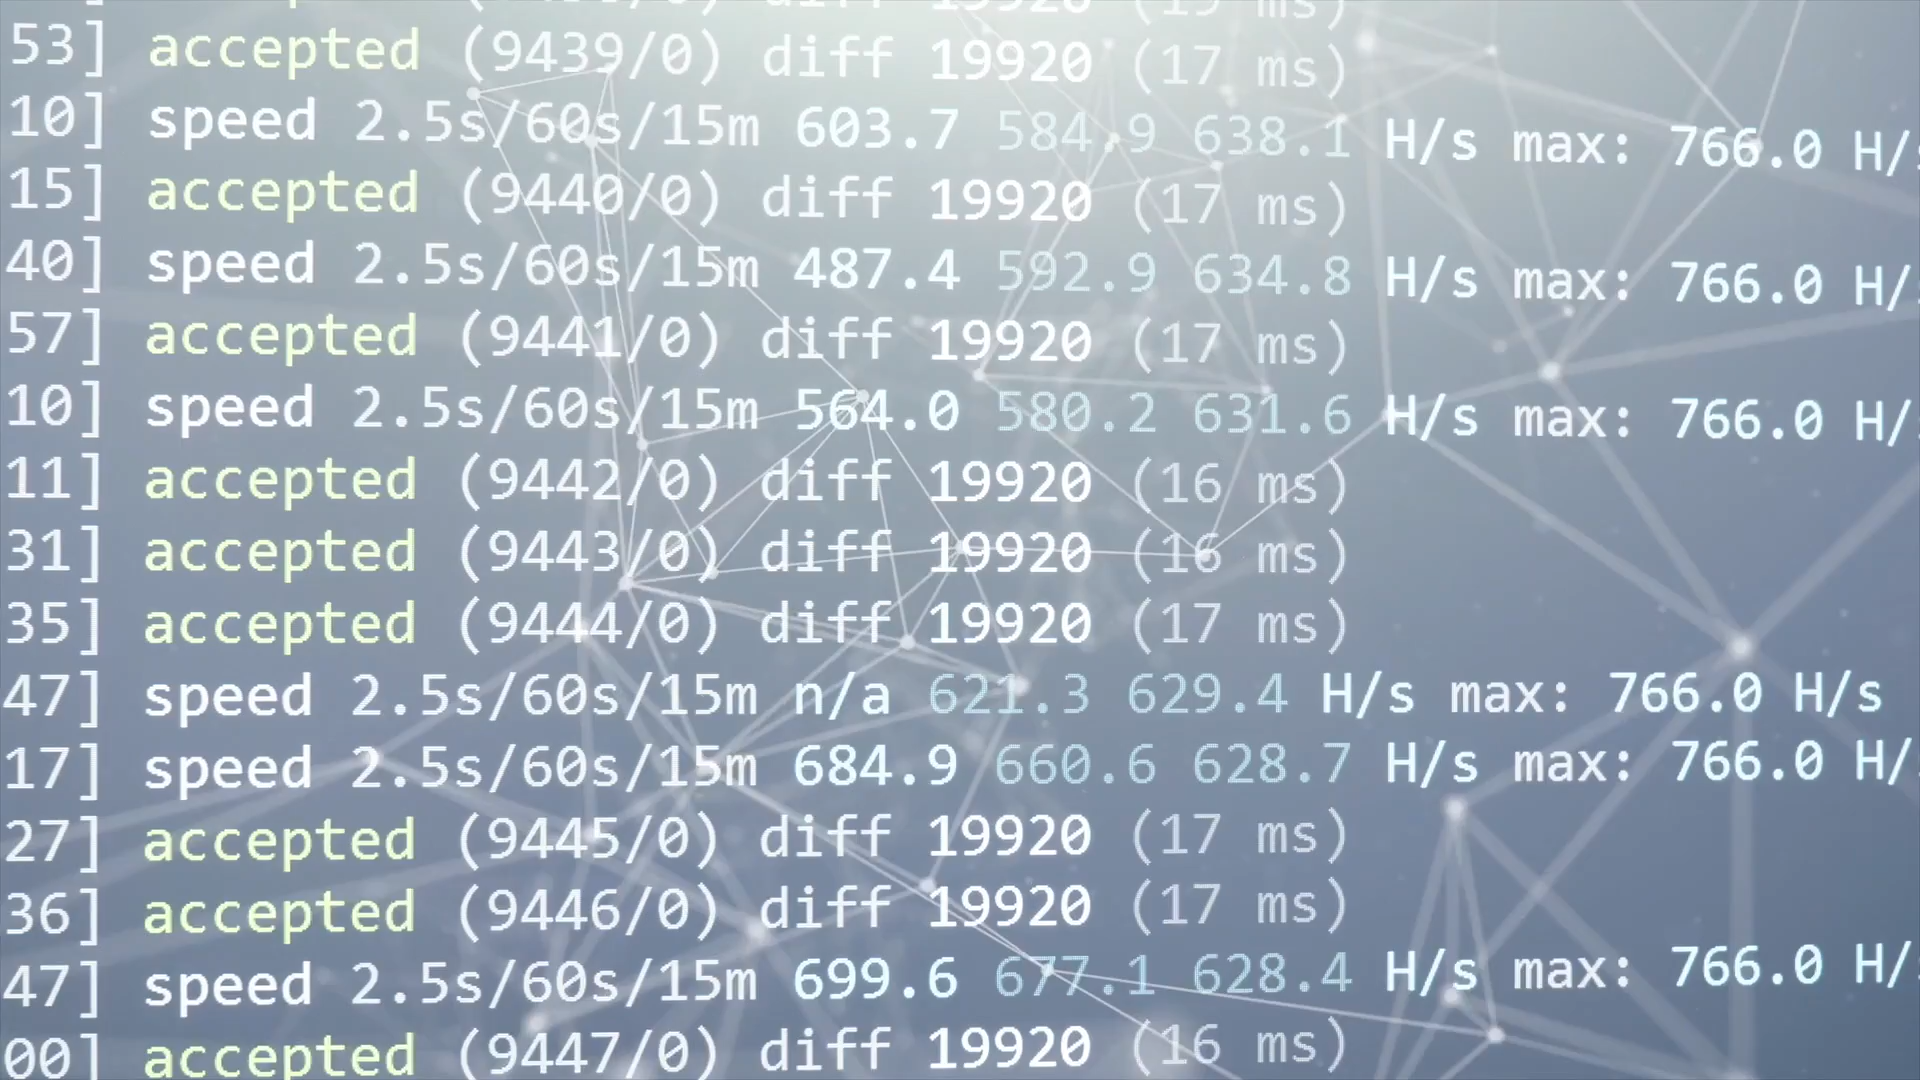 19920 (19 ms)
53] accepted (9439/0) diff 19920 (17 ms)
10] speed 2.5s/60s/15m 603.7 584.9 638.1 H/s max: 766.0 H/s
15] accepted (9440/0) diff 19920 (17 ms)
40] speed 2.5s/60s/15m 487.4 592.9 634.8 H/s max: 766.0 H/
57] accepted (9441/0) diff 19920 (17 ms)
10] speed 2.5s/60s/15m 564.0 580.2 631.6 H/s max: 766.0 H/
11] accepted (9442/0) diff 19920 (16 ms)
31] accepted (9443/0) diff 19920 (16 ms)
35] accepted (9444/0) diff 19920 (17 ms)
47] speed 2.5s/60s/15m n/a 621.3 629.4 H/s max: 766.0 H/s
17] speed 2.5s/60s/15m 684.9 660.6 628.7 H/s max: 766.0 H/
27] accepted (9445/0) diff 19920 (17 ms)
36] accepted (9446/0) diff 19920 (17 ms)
47] speed 2.5s/60s/15m 699.6 677.1 628.4 H/s max: 766.0 H/
00] accepted (9447/0) diff 19920 (16 ms)